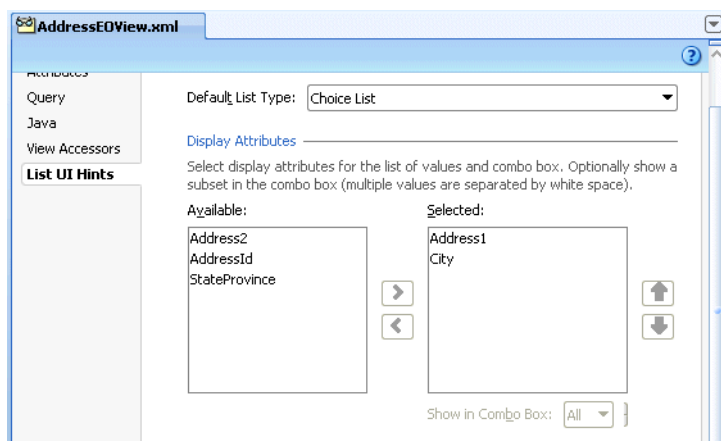 AddressEOView.xml
Attributes
Query
Java
View Accessors
List UI Hints
Default List Type: Choice List
Display Attributes
Select display attributes for the list of values and combo box. Optionally show a
subset in the combo box (multiple values are separated by white space).
Available:
Address2
AddressId
StateProvince
Selected:
Address1
City
Show in Combo Box: All